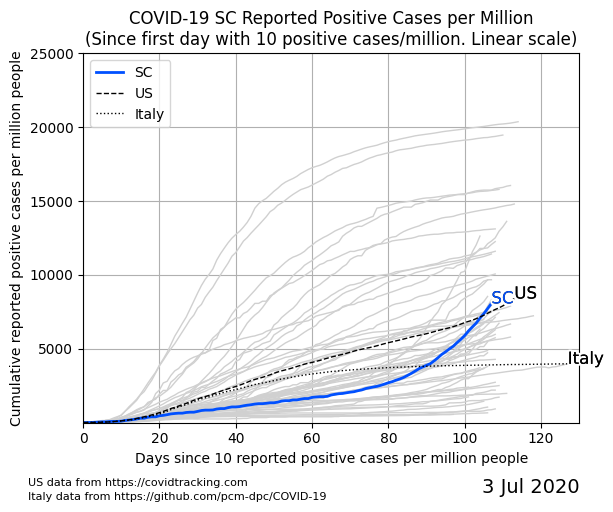 COVID-19 SC Reported Positive Cases per Million
(Since first day with 10 positive cases/million. Linear scale)
Cumulative reported positive cases per million people
25000
20000
15000
10000
5000
SC
US
Italy
SC
US
Italy
0
20
40
60
80
100
120
Days since 10 reported positive cases per million people
US data from https://covidtracking.com
Italy data from https://github.com/pcm-dpc/COVID-19
3 Jul 2020